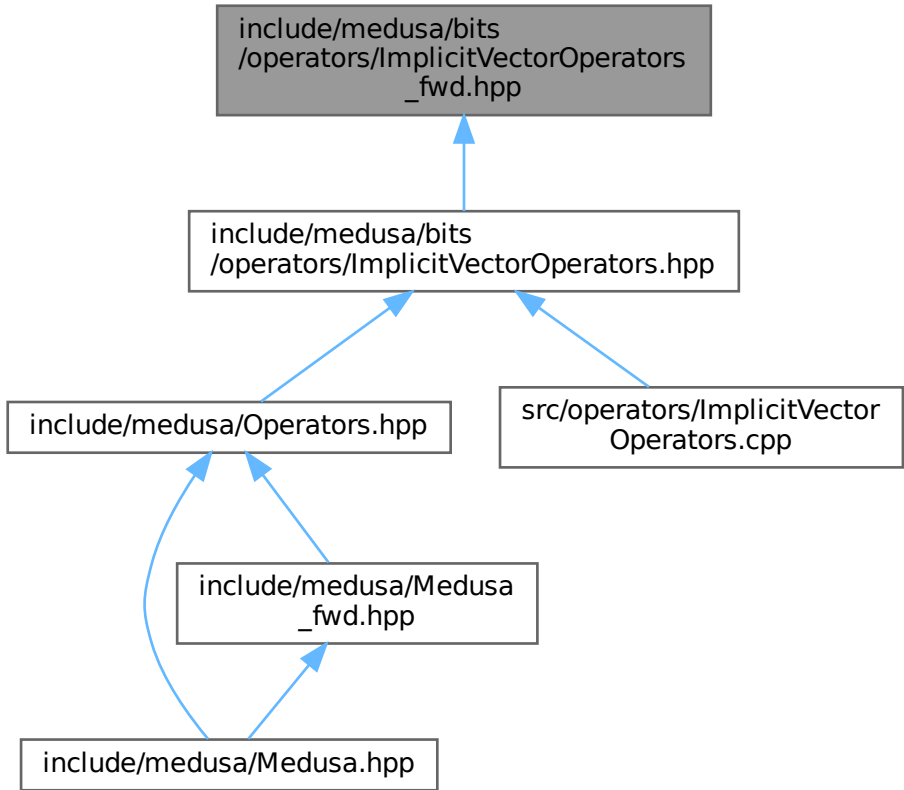 include/medusa/bits
/operators/ImplicitVectorOperators
_fwd.hpp
include/medusa/bits
/operators/ImplicitVectorOperators.hpp
include/medusa/Operators.hpp
src/operators/ImplicitVector
Operators.cpp
include/medusa/Medusa
_fwd.hpp
include/medusa/Medusa.hpp